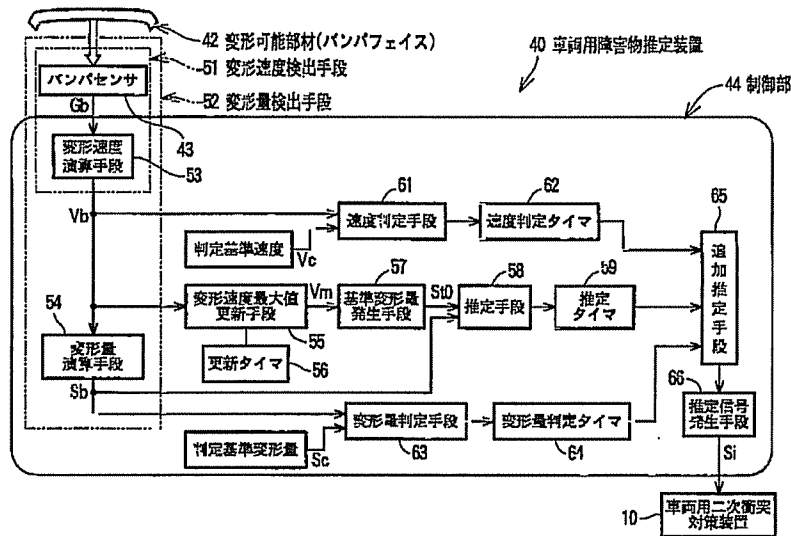 42 変形可能部材(バンパフェイス)
51 変形速度検出手段
52 変形量検出手段
40 車両用障害物推定装置
44 制御部
バンパセンサ
Gb
43
変形速度
演算手段
53
Vb
61
速度判定手段
62
速度判定タイマ
65
追加推定手段
判定基準速度
Vc
変形速度最大値
更新手段
55
Vm
57
基準変形量
発生手段
St0
58
推定手段
59
推定
タイマ
更新タイマ
56
54
変形量
演算手段
Sb
変形量判定手段
63
変形量判定タイマ
64
判定基準変形量
Sc
66
推定信号
発生手段
Si
10
車両用二次衝突
対策装置